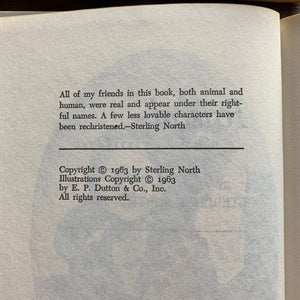 All of my friends in this book, both animal and
human, were real and appear under their right-
ful names. A few less lovable characters have
been rechristened.—Sterling North
Copyright © 1963 by Sterling North
Illustrations Copyright © 1963
by E. P. Dutton & Co., Inc.
All rights reserved.